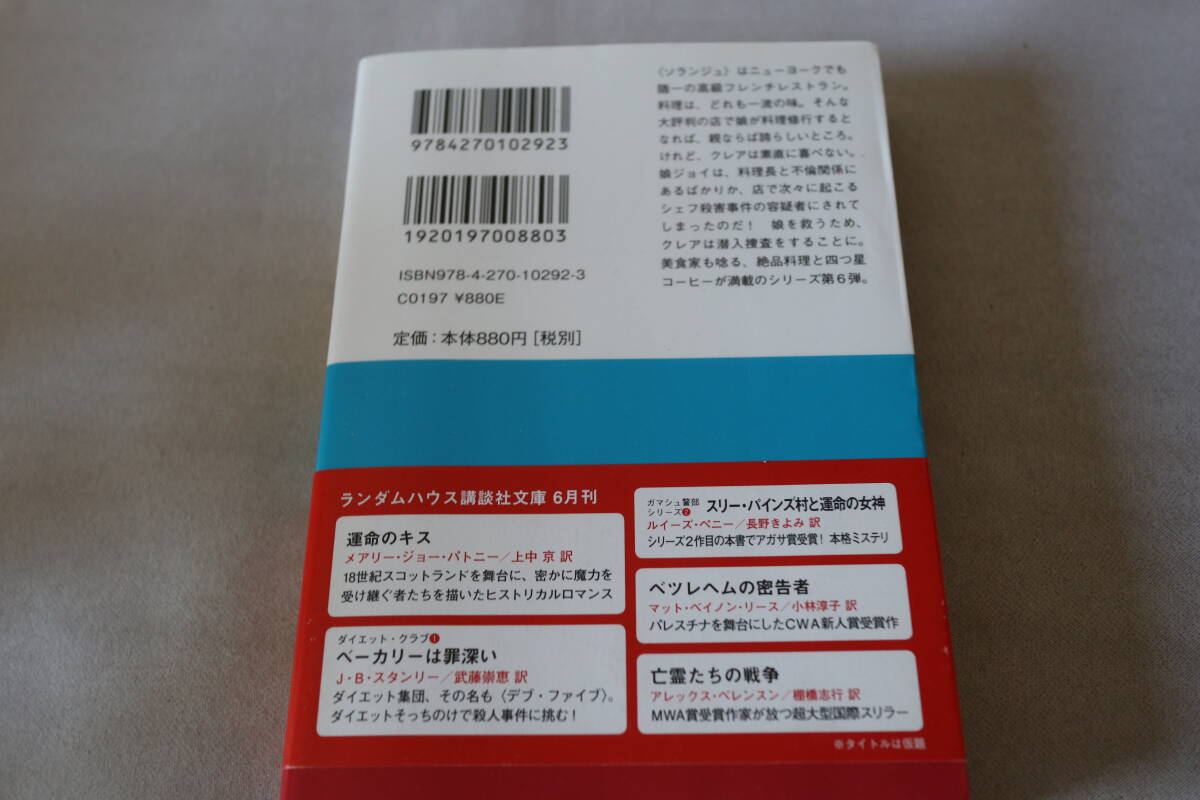 9784270102923
1920197008803
ISBN978-4-270-10292-3
C0197 ¥880E
定価：本体880円［税別］
〈ソランジュ〉はニューヨークでも
随一の高級フレンチレストラン。
料理は、どれも一流の味。そんな
大評判の店で娘が料理修行すると
なれば、親ならば誇らしいところ。
けれど、クレアは素直に喜べない。
娘ジョイは、料理長と不倫関係に
あるばかりか、店で次々に起こる
シェフ殺害事件の容疑者にされて
しまったのだ！　娘を救うため、
クレアは潜入捜査をすることに。
美食家も唸る、絶品料理と四つ星
コーヒーが満載のシリーズ第6弾。
ランダムハウス講談社文庫 6月刊
運命のキス
メアリー・ジョー・パトニー／上中 京 訳
18世紀スコットランドを舞台に、密かに魔力を
受け継ぐ者たちを描いたヒストリカルロマンス
ダイエット・クラブ❶
ベーカリーは罪深い
J・B・スタンリー／武藤崇恵 訳
ダイエット集団、その名も〈デブ・ファイブ〉。
ダイエットそっちのけで殺人事件に挑む！
ガマシュ警部
シリーズ❷ スリー・パインズ村と運命の女神
ルイーズ・ペニー／長野きよみ 訳
シリーズ2作目の本書でアガサ賞受賞！ 本格ミステリ
ベツレヘムの密告者
マット・ベイノン・リース／小林淳子 訳
パレスチナを舞台にしたCWA新人賞受賞作
亡霊たちの戦争
アレックス・ベレンスン／棚橋志行 訳
MWA賞受賞作家が放つ超大型国際スリラー
※タイトルは仮題